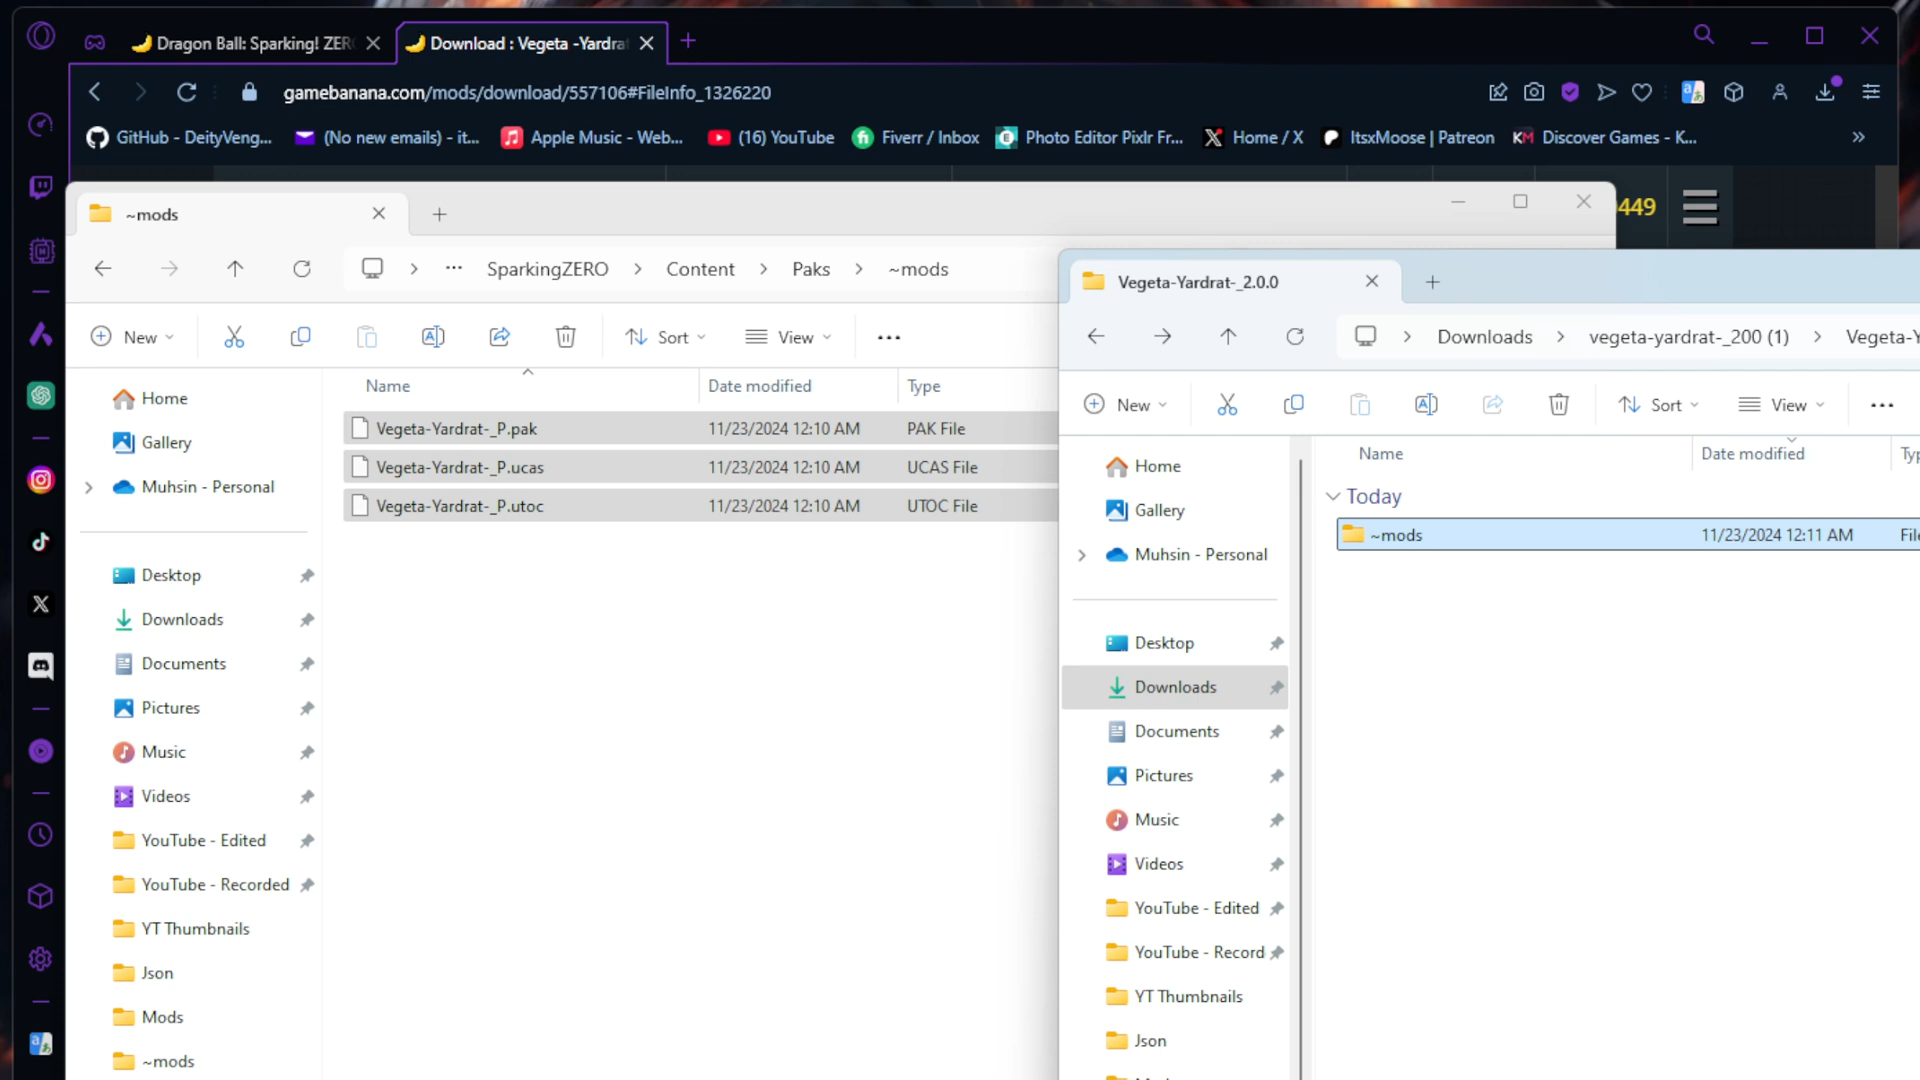 Dragon Ball: Sparking! ZER
Download : Vegeta -Yardra
gamebanana.com/mods/download/557106#FileInfo_1326220
GitHub - DeityVeng...
(No new emails) - it...
Apple Music - Web...
(16) YouTube
Fiverr / Inbox
Photo Editor Pixlr Fr...
Home / X
ItsxMoose | Patreon
KM
Discover Games - K...
449
~mods
SparkingZERO > Content > Paks > ~mods
New
Sort
View
Name
Date modified
Type
Vegeta-Yardrat-_P.pak 11/23/2024 12:10 AM PAK File
Vegeta-Yardrat-_P.ucas 11/23/2024 12:10 AM UCAS File
Vegeta-Yardrat-_P.utoc 11/23/2024 12:10 AM UTOC File
Home
Gallery
Muhsin - Personal
Desktop
Downloads
Documents
Pictures
Music
Videos
YouTube - Edited
YouTube - Recorded
YT Thumbnails
Json
Mods
~mods
Vegeta-Yardrat-_2.0.0
Downloads > vegeta-yardrat-_200 (1) > Vegeta-Y
New
Sort
View
Name
Date modified
Typ
Today
~mods 11/23/2024 12:11 AM File
Home
Gallery
Muhsin - Personal
Desktop
Downloads
Documents
Pictures
Music
Videos
YouTube - Edited
YouTube - Record
YT Thumbnails
Json